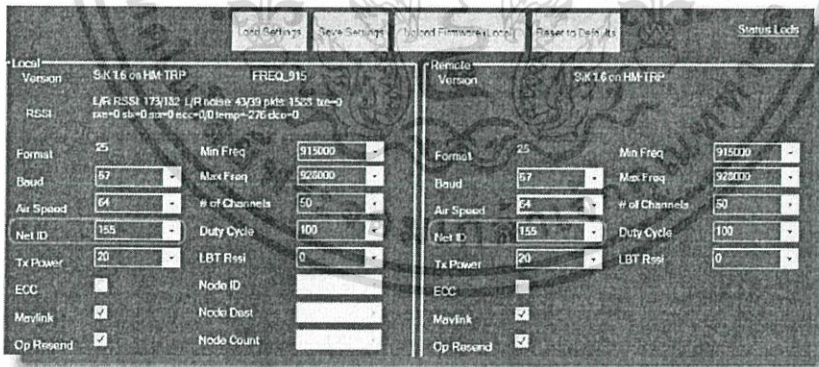 Load Settings Save Settings Upload Firmware (Local) Reset to Defaults Status Leds
Local
Version SiK 1.6 on HM-TRP FREQ_915
RSSI L/R RSSI: 173/182 L/R noise: 43/39 pkts: 1583 txe=0
rxe=0 stx=0 srx=0 ecc=0/0 temp=-276 dco=0
Format 25 Min Freq 915000
Baud 57 Max Freq 928000
Air Speed 64 # of Channels 50
Net ID 155 Duty Cycle 100
Tx Power 20 LBT Rssi 0
ECC Node ID
Mavlink Node Dest
Op Resend Node Count
Remote
Version SiK 1.6 on HM-TRP
Format 25 Min Freq 915000
Baud 57 Max Freq 928000
Air Speed 64 # of Channels 50
Net ID 155 Duty Cycle 100
Tx Power 20 LBT Rssi 0
ECC
Mavlink
Op Resend